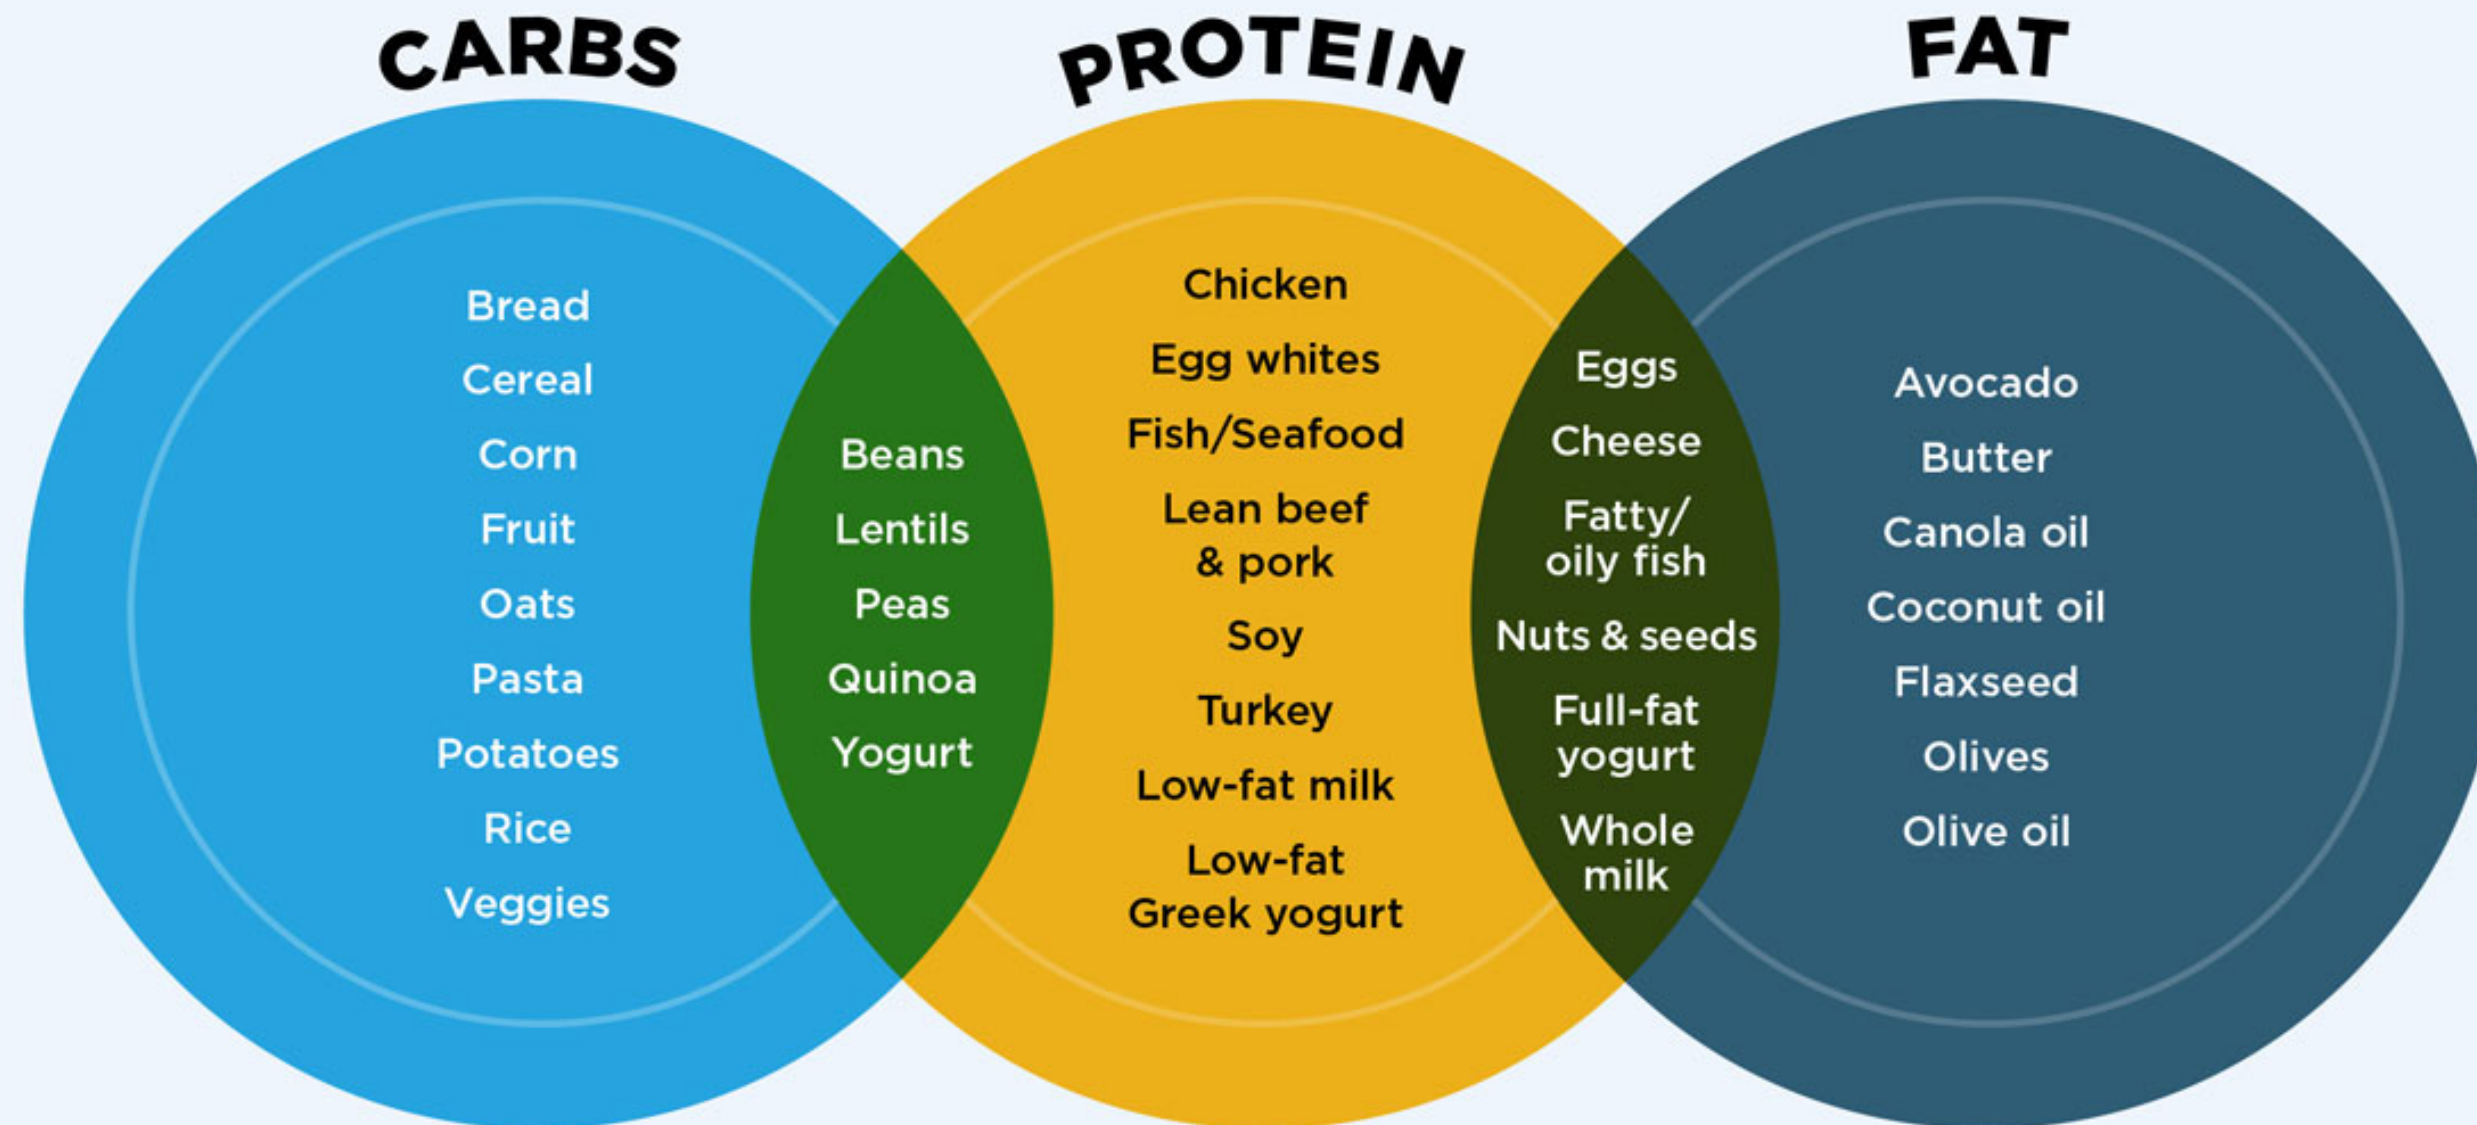 CARBS
Bread
Cereal
Corn
Fruit
Oats
Pasta
Potatoes
Rice
Veggies
Beans
Lentils
Peas
Quinoa
Yogurt
PROTEIN
Chicken
Egg whites
Fish/Seafood
Lean beef
& pork
Soy
Turkey
Low-fat milk
Low-fat
Greek yogurt
Eggs
Cheese
Fatty/
oily fish
Nuts & seeds
Full-fat
yogurt
Whole
milk
FAT
Avocado
Butter
Canola oil
Coconut oil
Flaxseed
Olives
Olive oil